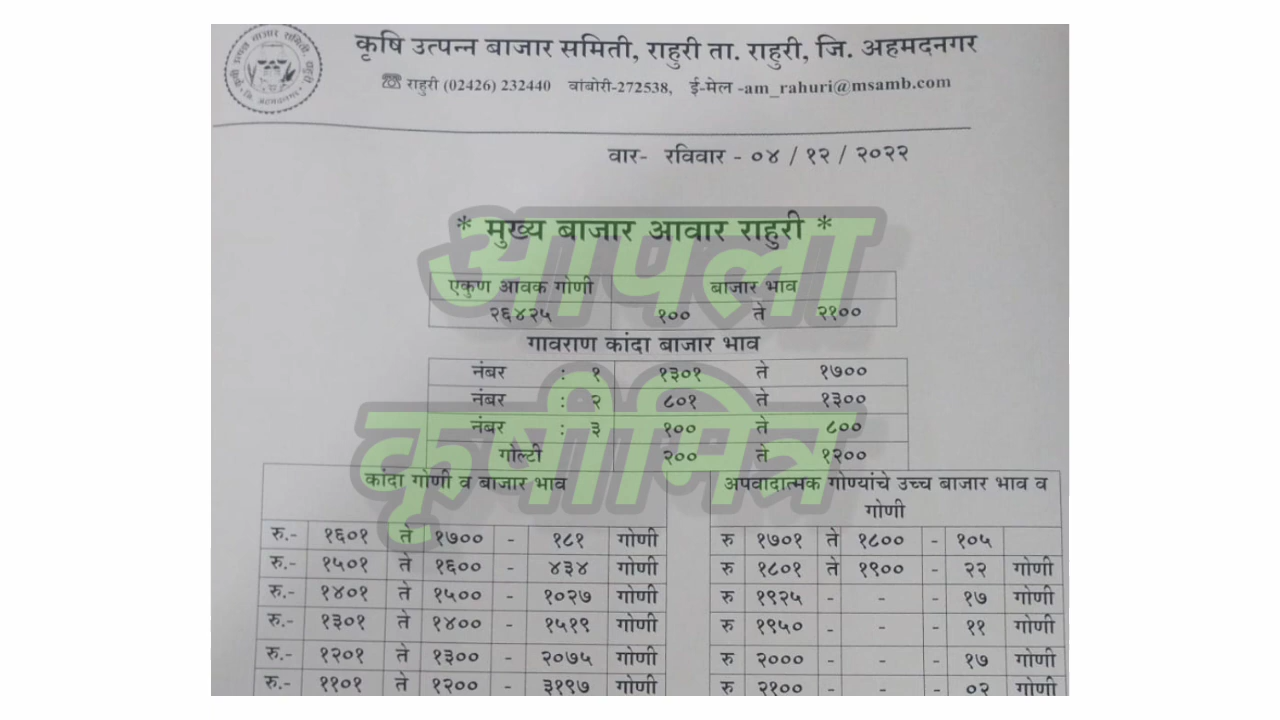 कृषि उत्पन्न बाजार समिती, राहुरी ता. राहुरी, जि. अहमदनगर
☏ राहुरी (02426) 232440 वांबोरी-272538, ई-मेल -am_rahuri@msamb.com
वार- रविवार - ०४ / १२ / २०२२
* मुख्य बाजार आवार राहुरी *
आपला
एकुण आवक गोणी बाजार भाव
२६४२५ १०० ते २१००
गावराण कांदा बाजार भाव
नंबर : १ १३०१ ते १७००
नंबर : २ ८०१ ते १३००
नंबर : ३ १०० ते ८००
गोल्टी २०० ते १२००
कृषीमित्र
कांदा गोणी व बाजार भाव
रु.- १६०१ ते १७०० - १८१ गोणी
रु.- १५०१ ते १६०० - ४३४ गोणी
रु.- १४०१ ते १५०० - १०२७ गोणी
रु.- १३०१ ते १४०० - १५१९ गोणी
रु.- १२०१ ते १३०० - २०७५ गोणी
रु.- ११०१ ते १२०० - ३१९७ गोणी
अपवादात्मक गोण्यांचे उच्च बाजार भाव व
गोणी
रु १७०१ ते १८०० - १०५
रु १८०१ ते १९०० - २२ गोणी
रु १९२५ - - - १७ गोणी
रु १९५० - - - ११ गोणी
रु २००० - - - १७ गोणी
रु २१०० - - - ०२ गोणी